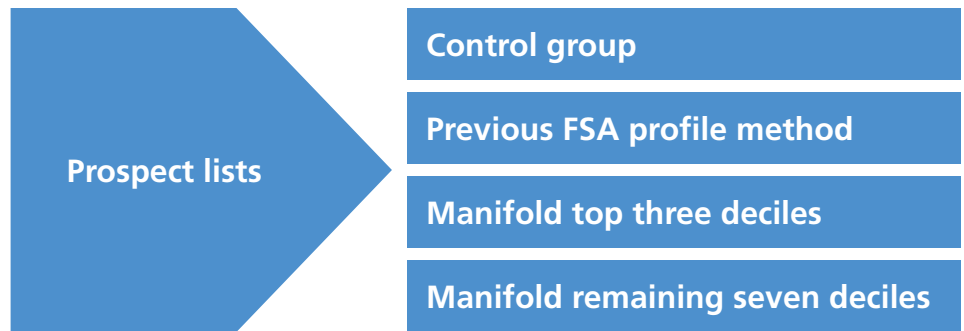 Prospect lists
Control group
Previous FSA profile method
Manifold top three deciles
Manifold remaining seven deciles